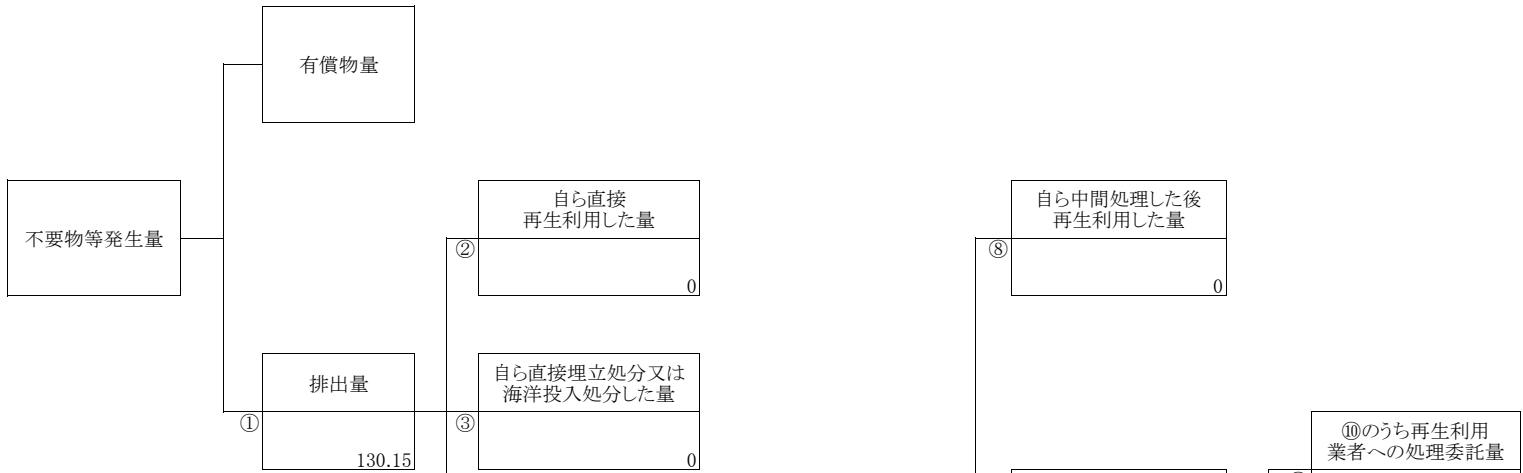 有償物量
不要物等発生量
自ら直接
再生利用した量
②
0
自ら中間処理した後
再生利用した量
⑧
0
排出量
①
130.15
自ら直接埋立処分又は
海洋投入処分した量
③
0
⑩のうち再生利用
業者への処理委託量